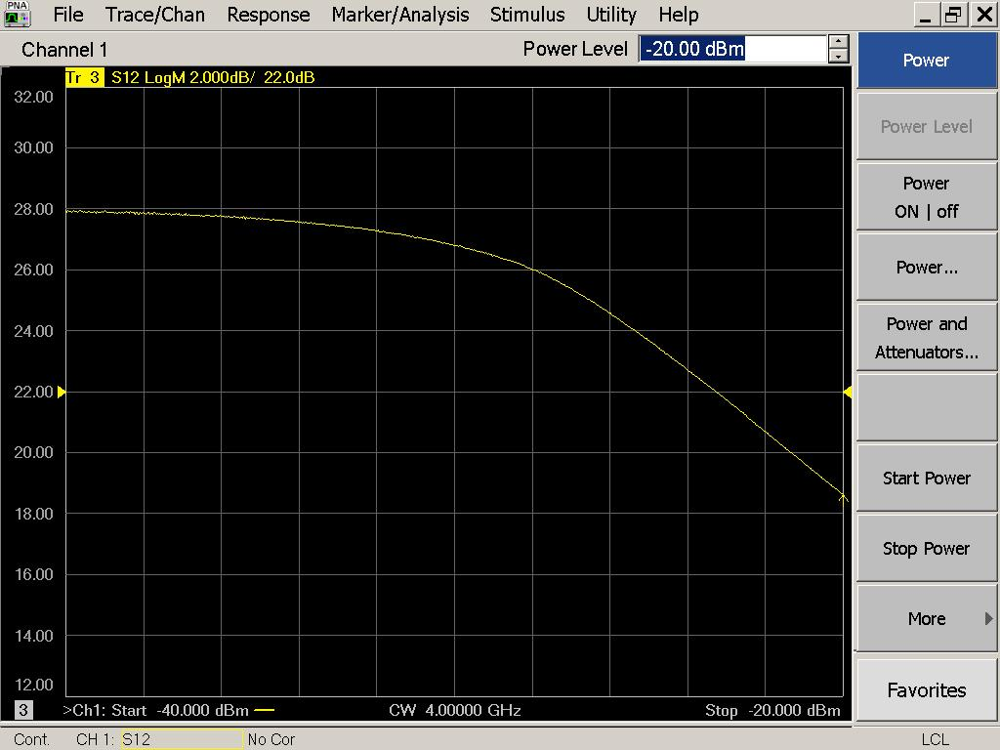 PNA File Trace/Chan Response Marker/Analysis Stimulus Utility Help
Channel 1 Power Level -20.00 dBm
Tr 3 S12 LogM 2.000dB/ 22.0dB
32.00
30.00
28.00
26.00
24.00
22.00
20.00
18.00
16.00
14.00
12.00
3 >Ch1: Start -40.000 dBm CW 4.00000 GHz Stop -20.000 dBm
Cont. CH 1: S12 No Cor LCL
Power
Power Level
Power
ON | off
Power...
Power and
Attenuators...
Start Power
Stop Power
More
Favorites